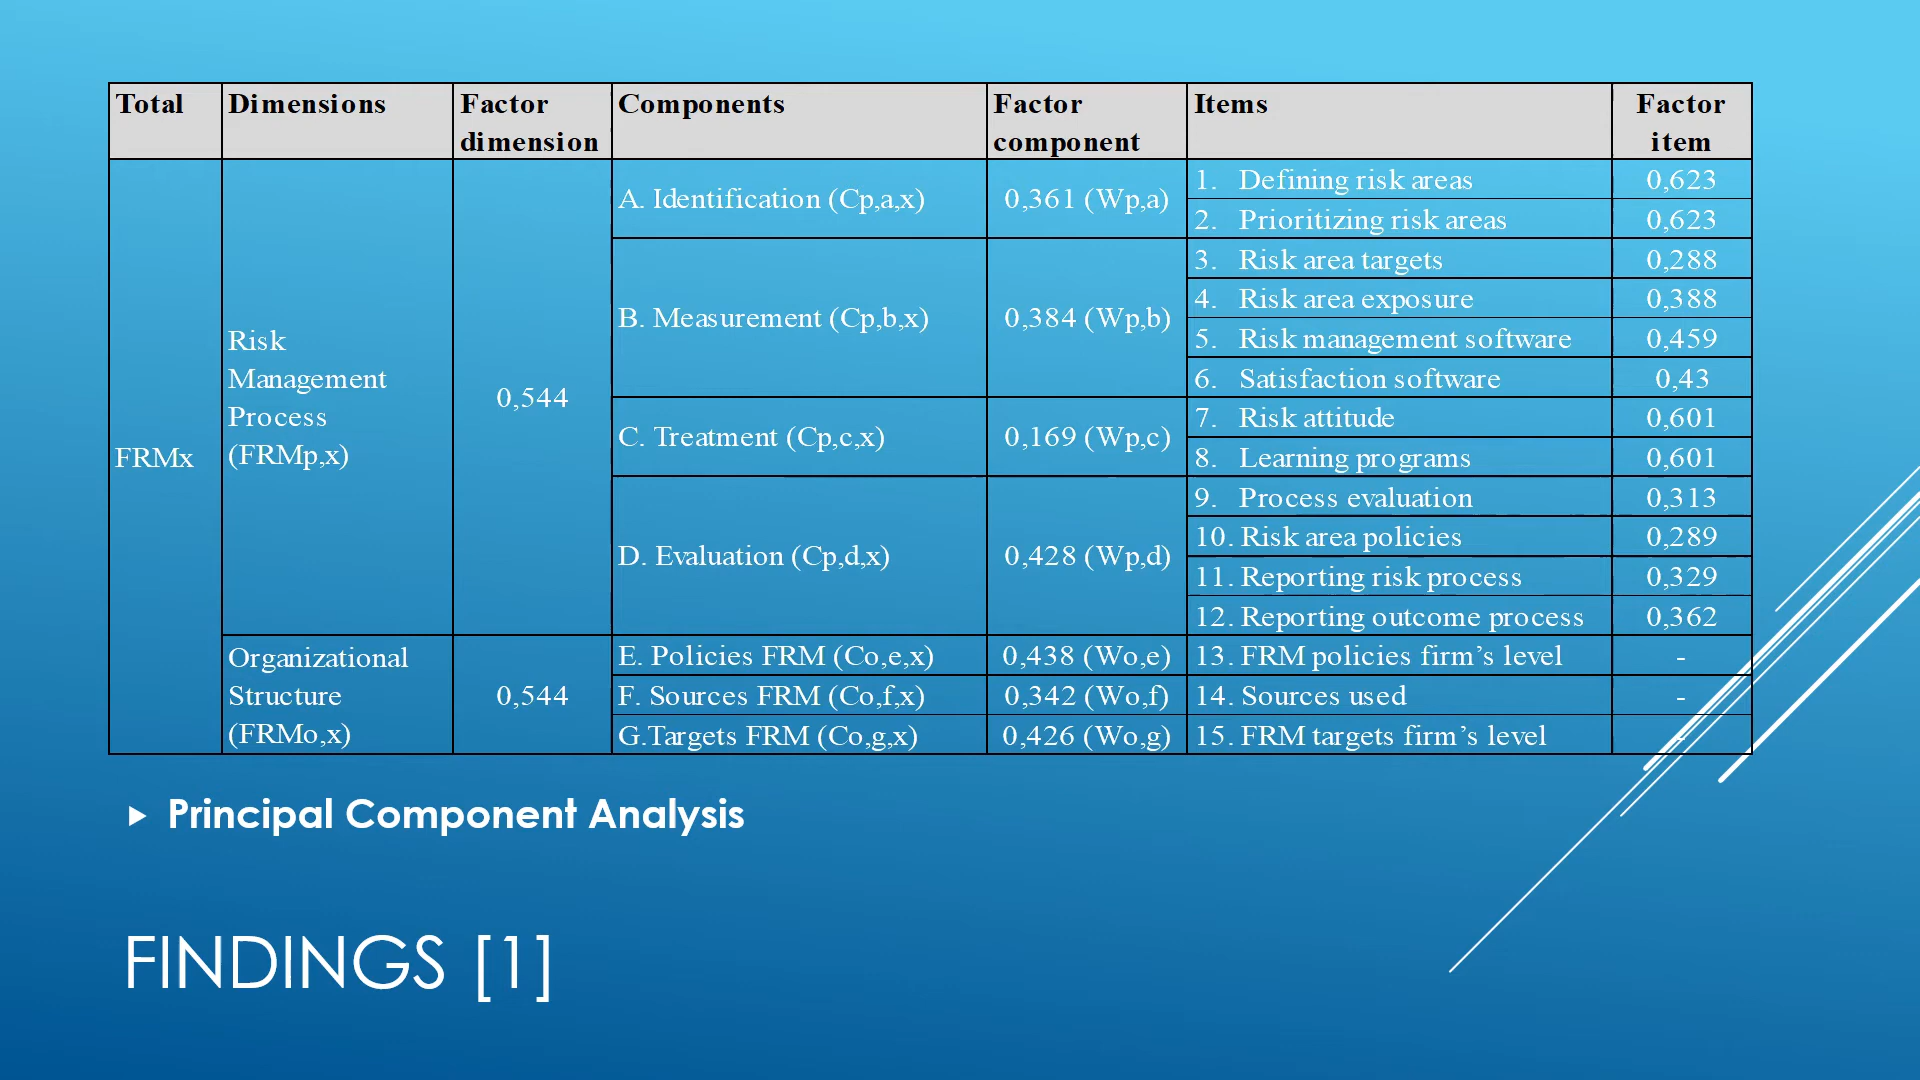 Total Dimensions Factor dimension Components Factor component Items Factor item
FRMx Risk Management Process (FRMp,x) 0,544 A. Identification (Cp,a,x) 0,361 (Wp,a) 1. Defining risk areas 0,623
2. Prioritizing risk areas 0,623
B. Measurement (Cp,b,x) 0,384 (Wp,b) 3. Risk area targets 0,288
4. Risk area exposure 0,388
5. Risk management software 0,459
6. Satisfaction software 0,43
C. Treatment (Cp,c,x) 0,169 (Wp,c) 7. Risk attitude 0,601
8. Learning programs 0,601
D. Evaluation (Cp,d,x) 0,428 (Wp,d) 9. Process evaluation 0,313
10. Risk area policies 0,289
11. Reporting risk process 0,329
12. Reporting outcome process 0,362
Organizational Structure (FRMo,x) 0,544 E. Policies FRM (Co,e,x) 0,438 (Wo,e) 13. FRM policies firm’s level -
F. Sources FRM (Co,f,x) 0,342 (Wo,f) 14. Sources used -
G.Targets FRM (Co,g,x) 0,426 (Wo,g) 15. FRM targets firm’s level -
Principal Component Analysis
FINDINGS [1]